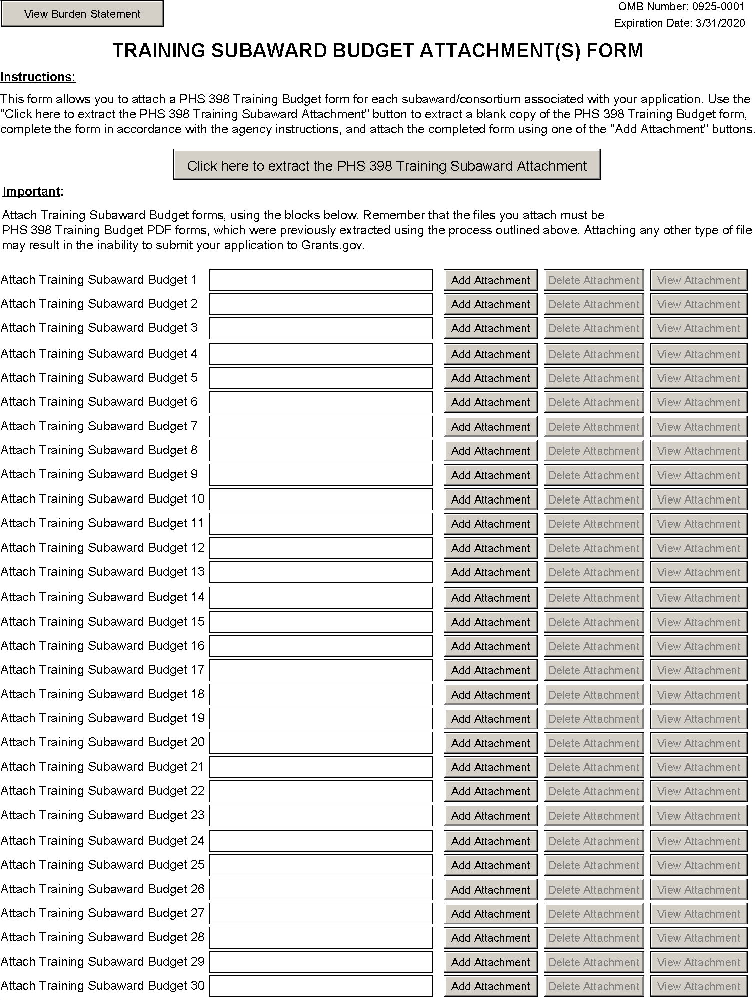 View Burden Statement
OMB Number: 0925-0001
Expiration Date: 3/31/2020
TRAINING SUBAWARD BUDGET ATTACHMENT(S) FORM
Instructions:
This form allows you to attach a PHS 398 Training Budget form for each subaward/consortium associated with your application. Use the
"Click here to extract the PHS 398 Training Subaward Attachment" button to extract a blank copy of the PHS 398 Training Budget form,
complete the form in accordance with the agency instructions, and attach the completed form using one of the "Add Attachment" buttons.
Click here to extract the PHS 398 Training Subaward Attachment
Important:
Attach Training Subaward Budget forms, using the blocks below. Remember that the files you attach must be
PHS 398 Training Budget PDF forms, which were previously extracted using the process outlined above. Attaching any other type of file
may result in the inability to submit your application to Grants.gov.
Attach Training Subaward Budget 1 Add Attachment Delete Attachment View Attachment
Attach Training Subaward Budget 2 Add Attachment Delete Attachment View Attachment
Attach Training Subaward Budget 3 Add Attachment Delete Attachment View Attachment
Attach Training Subaward Budget 4 Add Attachment Delete Attachment View Attachment
Attach Training Subaward Budget 5 Add Attachment Delete Attachment View Attachment
Attach Training Subaward Budget 6 Add Attachment Delete Attachment View Attachment
Attach Training Subaward Budget 7 Add Attachment Delete Attachment View Attachment
Attach Training Subaward Budget 8 Add Attachment Delete Attachment View Attachment
Attach Training Subaward Budget 9 Add Attachment Delete Attachment View Attachment
Attach Training Subaward Budget 10 Add Attachment Delete Attachment View Attachment
Attach Training Subaward Budget 11 Add Attachment Delete Attachment View Attachment
Attach Training Subaward Budget 12 Add Attachment Delete Attachment View Attachment
Attach Training Subaward Budget 13 Add Attachment Delete Attachment View Attachment
Attach Training Subaward Budget 14 Add Attachment Delete Attachment View Attachment
Attach Training Subaward Budget 15 Add Attachment Delete Attachment View Attachment
Attach Training Subaward Budget 16 Add Attachment Delete Attachment View Attachment
Attach Training Subaward Budget 17 Add Attachment Delete Attachment View Attachment
Attach Training Subaward Budget 18 Add Attachment Delete Attachment View Attachment
Attach Training Subaward Budget 19 Add Attachment Delete Attachment View Attachment
Attach Training Subaward Budget 20 Add Attachment Delete Attachment View Attachment
Attach Training Subaward Budget 21 Add Attachment Delete Attachment View Attachment
Attach Training Subaward Budget 22 Add Attachment Delete Attachment View Attachment
Attach Training Subaward Budget 23 Add Attachment Delete Attachment View Attachment
Attach Training Subaward Budget 24 Add Attachment Delete Attachment View Attachment
Attach Training Subaward Budget 25 Add Attachment Delete Attachment View Attachment
Attach Training Subaward Budget 26 Add Attachment Delete Attachment View Attachment
Attach Training Subaward Budget 27 Add Attachment Delete Attachment View Attachment
Attach Training Subaward Budget 28 Add Attachment Delete Attachment View Attachment
Attach Training Subaward Budget 29 Add Attachment Delete Attachment View Attachment
Attach Training Subaward Budget 30 Add Attachment Delete Attachment View Attachment